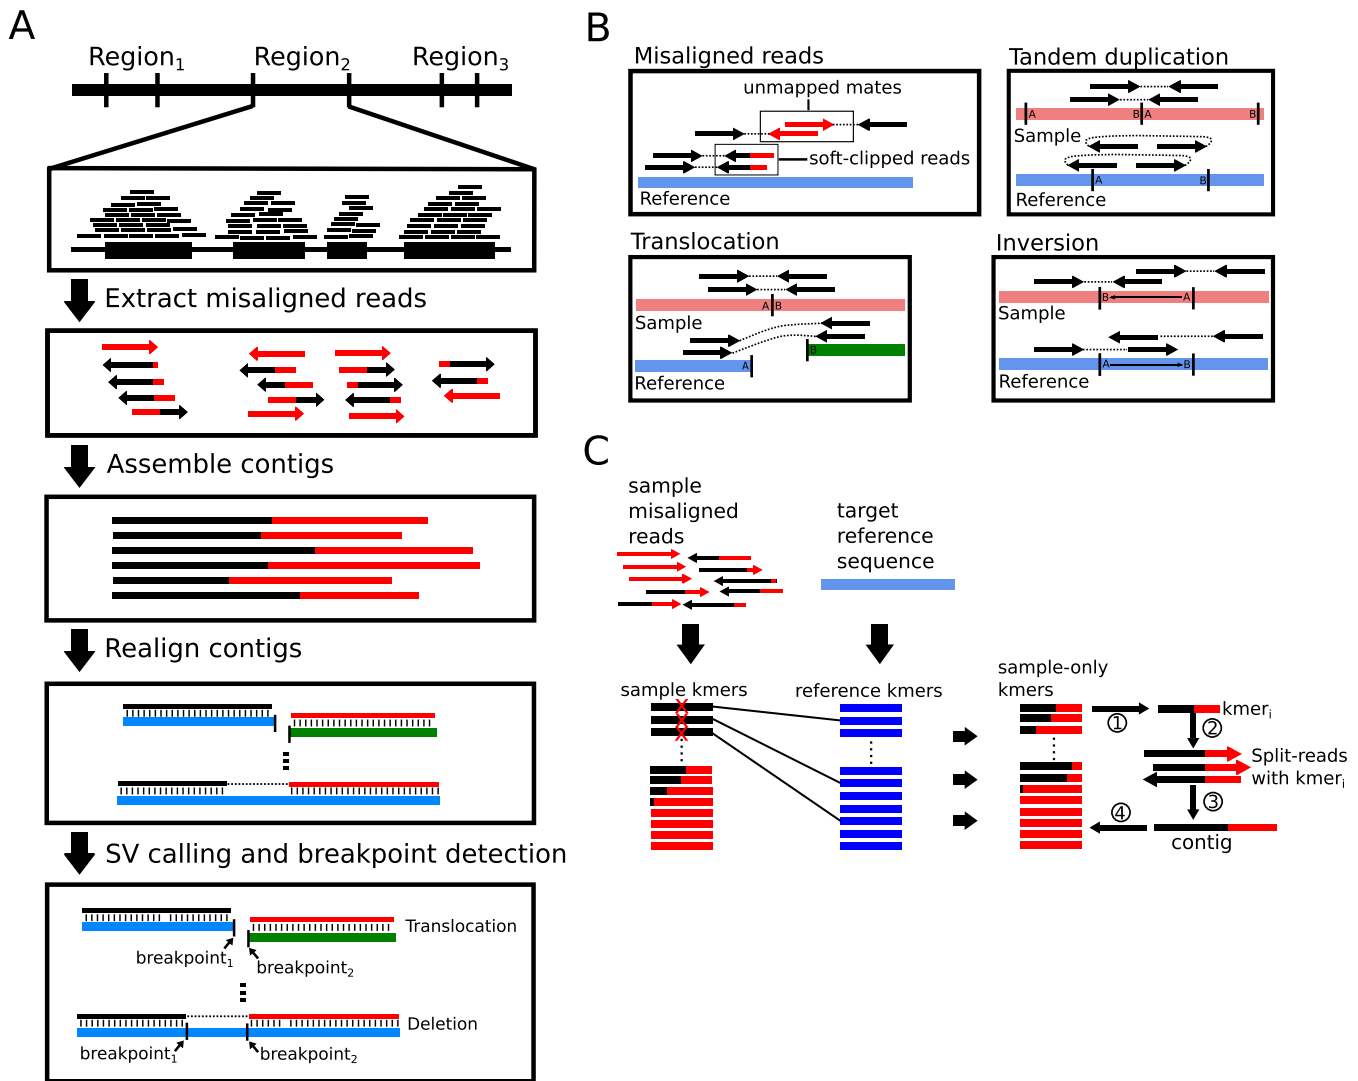 A
Region1 Region2 Region3
Extract misaligned reads
Assemble contigs
Realign contigs
SV calling and breakpoint detection
Translocation
breakpoint1
breakpoint2
Deletion
breakpoint1
breakpoint2
B
Misaligned reads
unmapped mates
soft-clipped reads
Reference
Tandem duplication
A B A B
Sample
A B
Reference
Translocation
A B
Sample
B
A
Reference
Inversion
B A
Sample
A B
Reference
C
sample
misaligned
reads
target
reference
sequence
sample kmers
reference kmers
sample-only
kmers
1
kmeri
2
Split-reads
with kmeri
3
4
contig